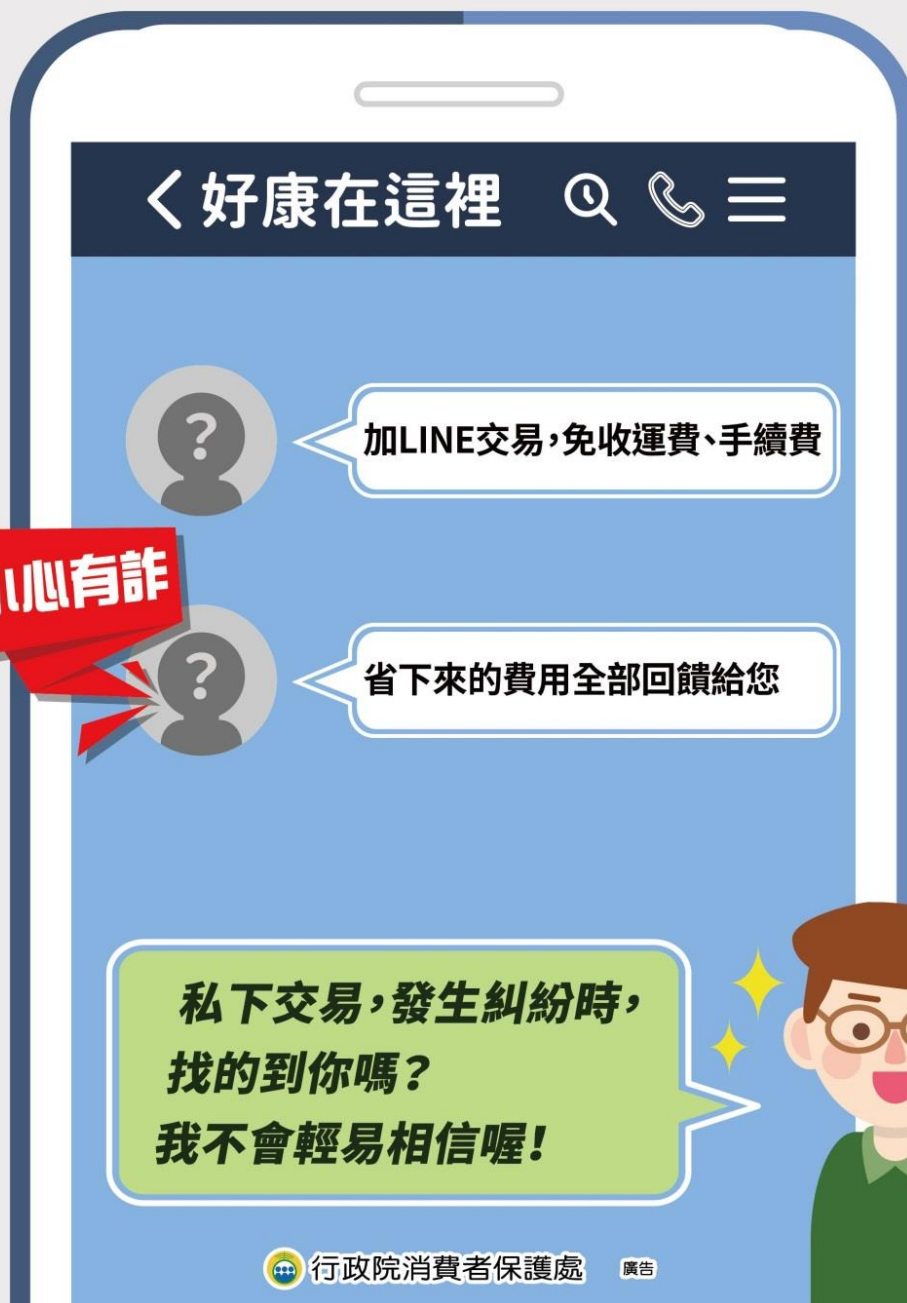 好康在這裡
加LINE交易，免收運費、手續費
小心有詐
省下來的費用全部回饋給您
私下交易，發生糾紛時，
找的到你嗎？
我不會輕易相信喔！
行政院消費者保護處 廣告